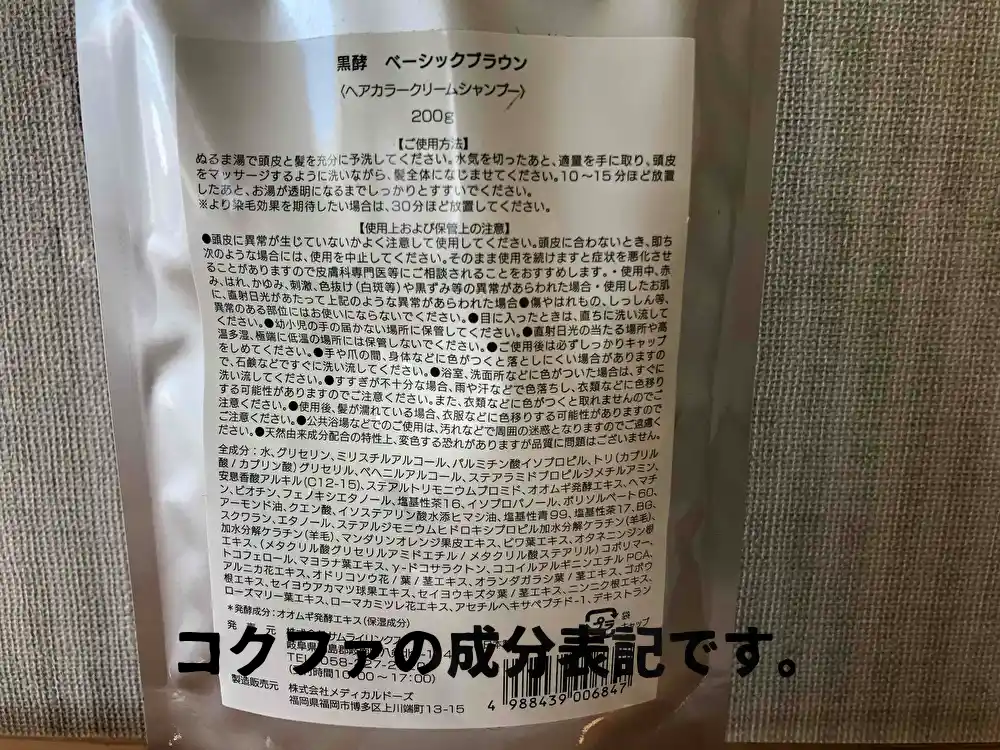 黒酵　ベーシックブラウン
〈ヘアカラークリームシャンプー〉
200g
【ご使用方法】
ぬるま湯で頭皮と髪を充分に予洗してください。水気を切ったあと、適量を手に取り、頭皮
をマッサージするように洗いながら、髪全体になじませてください。10～15分ほど放置
したあと、お湯が透明になるまでしっかりとすすいでください。
※より染毛効果を期待したい場合は、30分ほど放置してください。
【使用上および保管上の注意】
●頭皮に異常が生じていないかよく注意して使用してください。頭皮に合わないとき、即ち
次のような場合には、使用を中止してください。そのまま使用を続けますと症状を悪化させ
ることがありますので皮膚科専門医等にご相談されることをおすすめします。・使用中、赤
み、はれ、かゆみ、刺激、色抜け(白斑等)や黒ずみ等の異常があらわれた場合・使用したお肌
に、直射日光があたって上記のような異常があらわれた場合●傷やはれもの、しっしん等、
異常のある部位にはお使いにならないでください。●目に入ったときは、直ちに洗い流して
ください。●幼小児の手の届かない場所に保管してください。●直射日光の当たる場所や高
温多湿、極端に低温の場所には保管しないでください。●ご使用後は必ずしっかりキャップ
をしめてください。●手や爪の間、身体などに色がつくと落としにくい場合がありますの
で、石鹸などですぐに洗い流してください。●浴室、洗面所などに色がついた場合は、すぐに
洗い流してください。●すすぎが不十分な場合、雨や汗などで色落ちし、衣類などに色移り
する可能性がありますのでご注意ください。また、衣類などに色がつくと取れませんのでご
注意ください。●使用後、髪が濡れている場合、衣服などに色移りする可能性がありますので
ご注意ください。●公共浴場などでのご使用は、汚れなどで周囲の迷惑となりますのでご遠慮く
ださい。●天然由来成分配合の特性上、変色する恐れがありますが品質に問題はございません。
全成分：水、グリセリン、ミリスチルアルコール、パルミチン酸イソプロピル、トリ(カプリル
酸/カプリン酸)グリセリル、ベヘニルアルコール、ステアラミドプロピルジメチルアミン、
安息香酸アルキル(C12-15)、ステアルトリモニウムブロミド、オオムギ発酵エキス、ヘマチ
ン、ビオチン、フェノキシエタノール、塩基性茶16、イソプロパノール、ポリソルベート60、
アーモンド油、クエン酸、イソステアリン酸水添ヒマシ油、塩基性青99、塩基性茶17、BG、
スクワラン、エタノール、ステアルジモニウムヒドロキシプロピル加水分解ケラチン(羊毛)、
加水分解ケラチン(羊毛)、マンダリンオレンジ果皮エキス、ビワ葉エキス、オタネニンジン根
エキス、(メタクリル酸グリセリルアミドエチル/メタクリル酸ステアリル)コポリマー、
トコフェロール、マヨラナ葉エキス、γ-ドコサラクトン、ココイルアルギニンエチルPCA、
アルニカ花エキス、オドリコソウ花/葉/茎エキス、オランダガラシ葉/茎エキス、ゴボウ
根エキス、セイヨウアカマツ球果エキス、セイヨウキズタ葉/茎エキス、ニンニク根エキス、
ローズマリー葉エキス、ローマカミツレ花エキス、アセチルヘキサペプチド-1、デキストラン
*発酵成分：オオムギ発酵エキス(保湿成分)
プラ
袋
キャップ
発売元
コクファの成分表記です。
10:00～17:00)
製造販売元　株式会社メディカルドーズ
福岡県福岡市博多区上川端町13-15
4 988439 006847